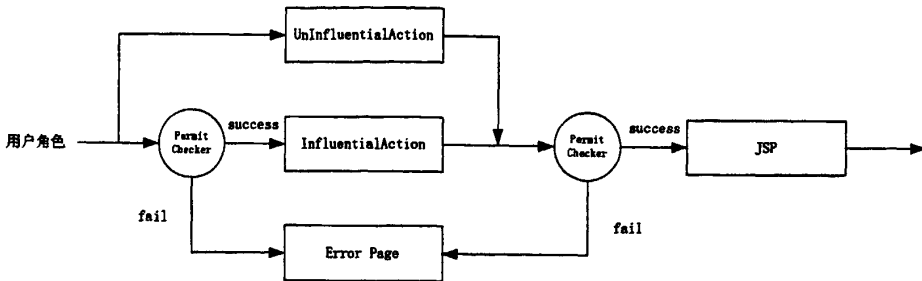 UnInfluentialAction
用户角色
Permit
Checker
success
InfluentialAction
Permit
Checker
success
JSP
fail
Error Page
fail